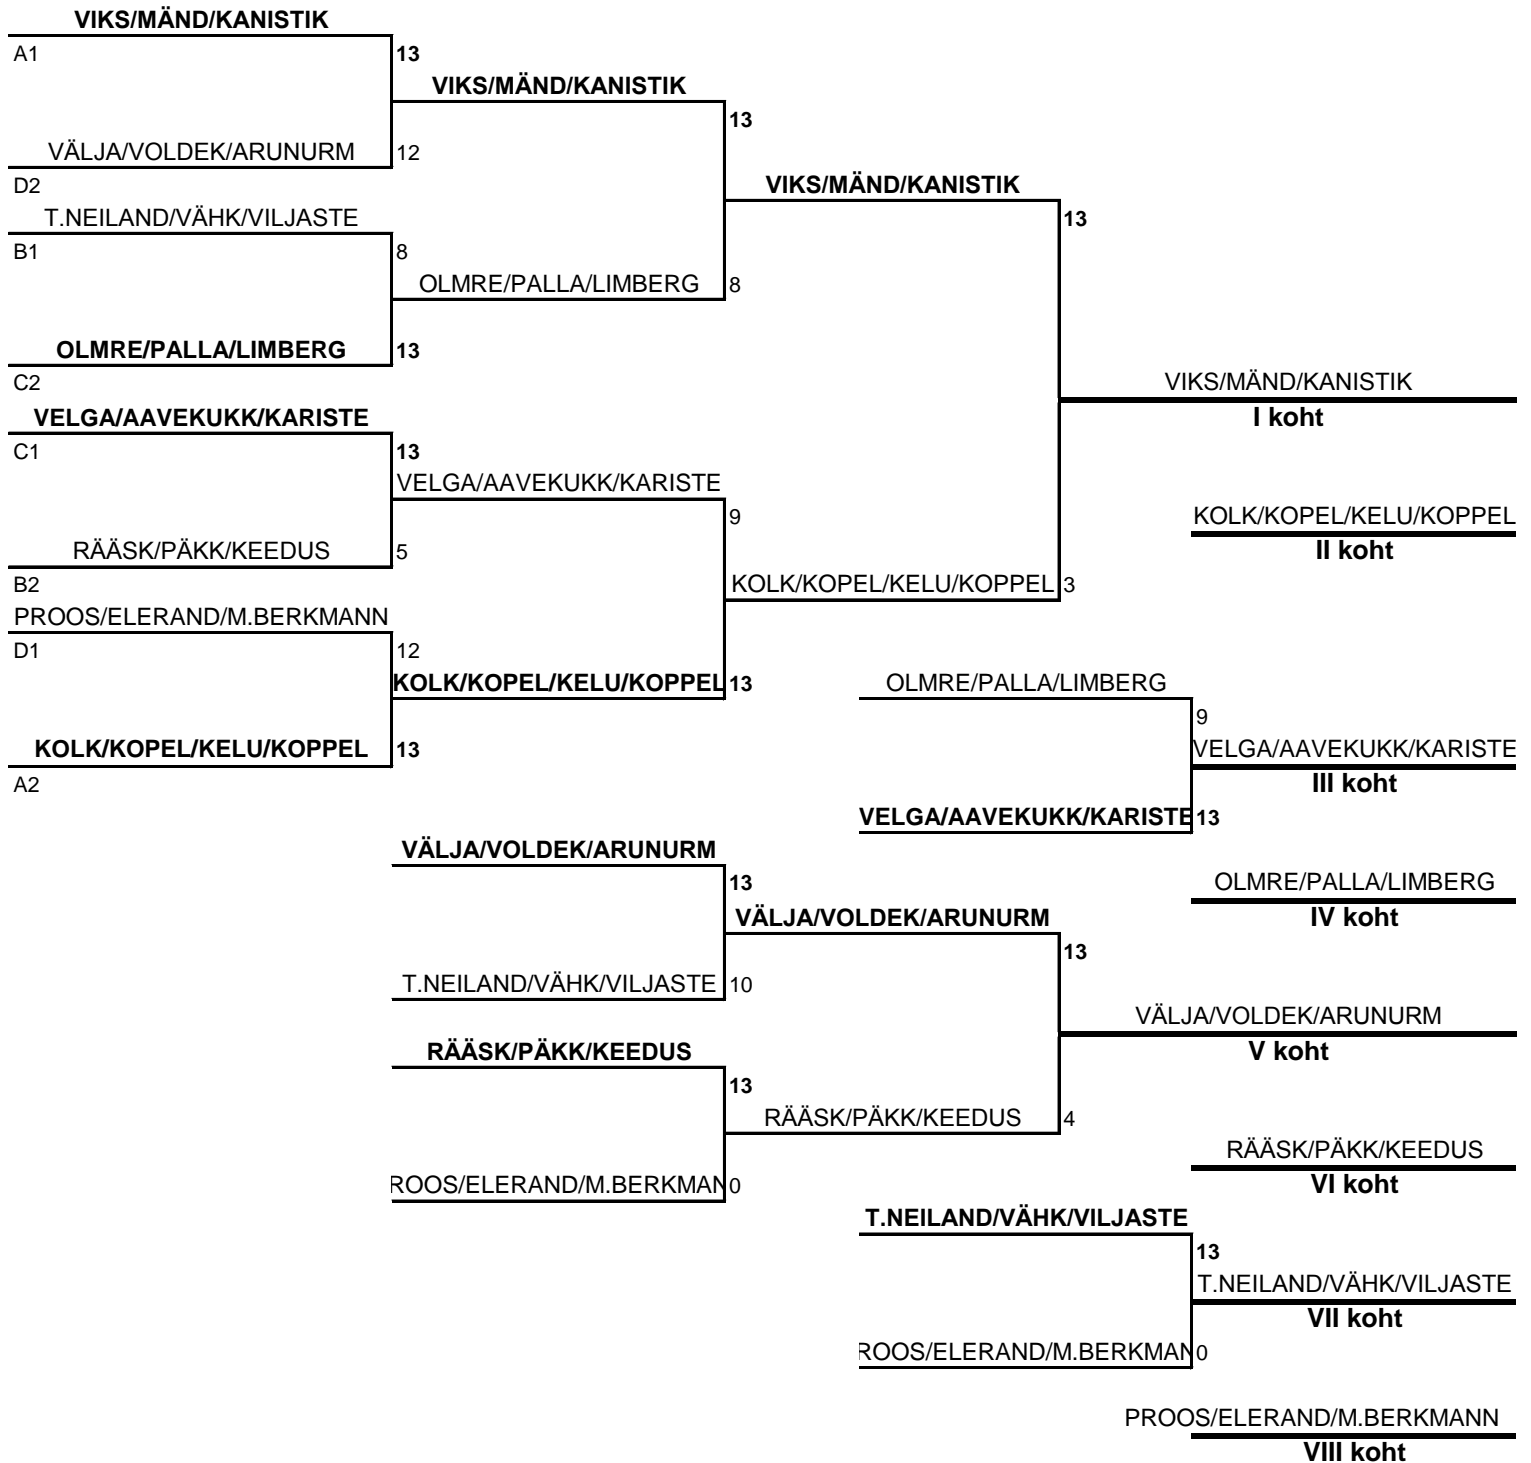 VIKS/MÄND/KANISTIK
A1
13
VIKS/MÄND/KANISTIK
13
VÄLJA/VOLDEK/ARUNURM
12
D2
VIKS/MÄND/KANISTIK
13
T.NEILAND/VÄHK/VILJASTE
B1
8
OLMRE/PALLA/LIMBERG
8
OLMRE/PALLA/LIMBERG
13
C2
VIKS/MÄND/KANISTIK
I koht
VELGA/AAVEKUKK/KARISTE
C1
13
VELGA/AAVEKUKK/KARISTE
9
KOLK/KOPEL/KELU/KOPPEL
II koht
RÄÄSK/PÄKK/KEEDUS
5
B2
KOLK/KOPEL/KELU/KOPPEL
3
PROOS/ELERAND/M.BERKMANN
D1
12
KOLK/KOPEL/KELU/KOPPEL
13
OLMRE/PALLA/LIMBERG
9
KOLK/KOPEL/KELU/KOPPEL
13
A2
VELGA/AAVEKUKK/KARISTE
III koht
VELGA/AAVEKUKK/KARISTE
13
VÄLJA/VOLDEK/ARUNURM
13
OLMRE/PALLA/LIMBERG
IV koht
VÄLJA/VOLDEK/ARUNURM
13
T.NEILAND/VÄHK/VILJASTE
10
VÄLJA/VOLDEK/ARUNURM
V koht
RÄÄSK/PÄKK/KEEDUS
13
RÄÄSK/PÄKK/KEEDUS
4
RÄÄSK/PÄKK/KEEDUS
VI koht
ROOS/ELERAND/M.BERKMAN
0
T.NEILAND/VÄHK/VILJASTE
13
T.NEILAND/VÄHK/VILJASTE
VII koht
ROOS/ELERAND/M.BERKMAN
0
PROOS/ELERAND/M.BERKMANN
VIII koht